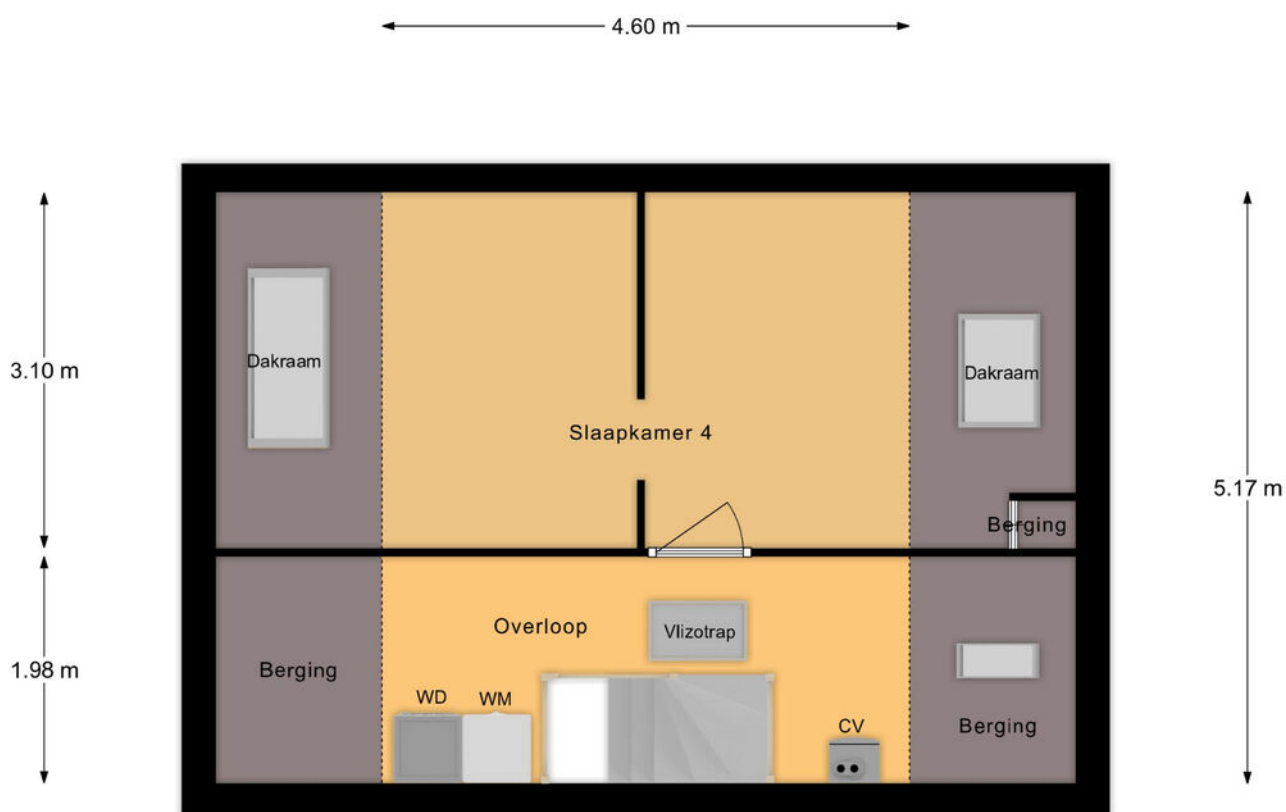 4.60 m
3.10 m
Dakraam
Dakraam
Slaapkamer 4
5.17 m
Berging
Overloop
Vlizotrap
1.98 m
Berging
WD
WM
CV
Berging